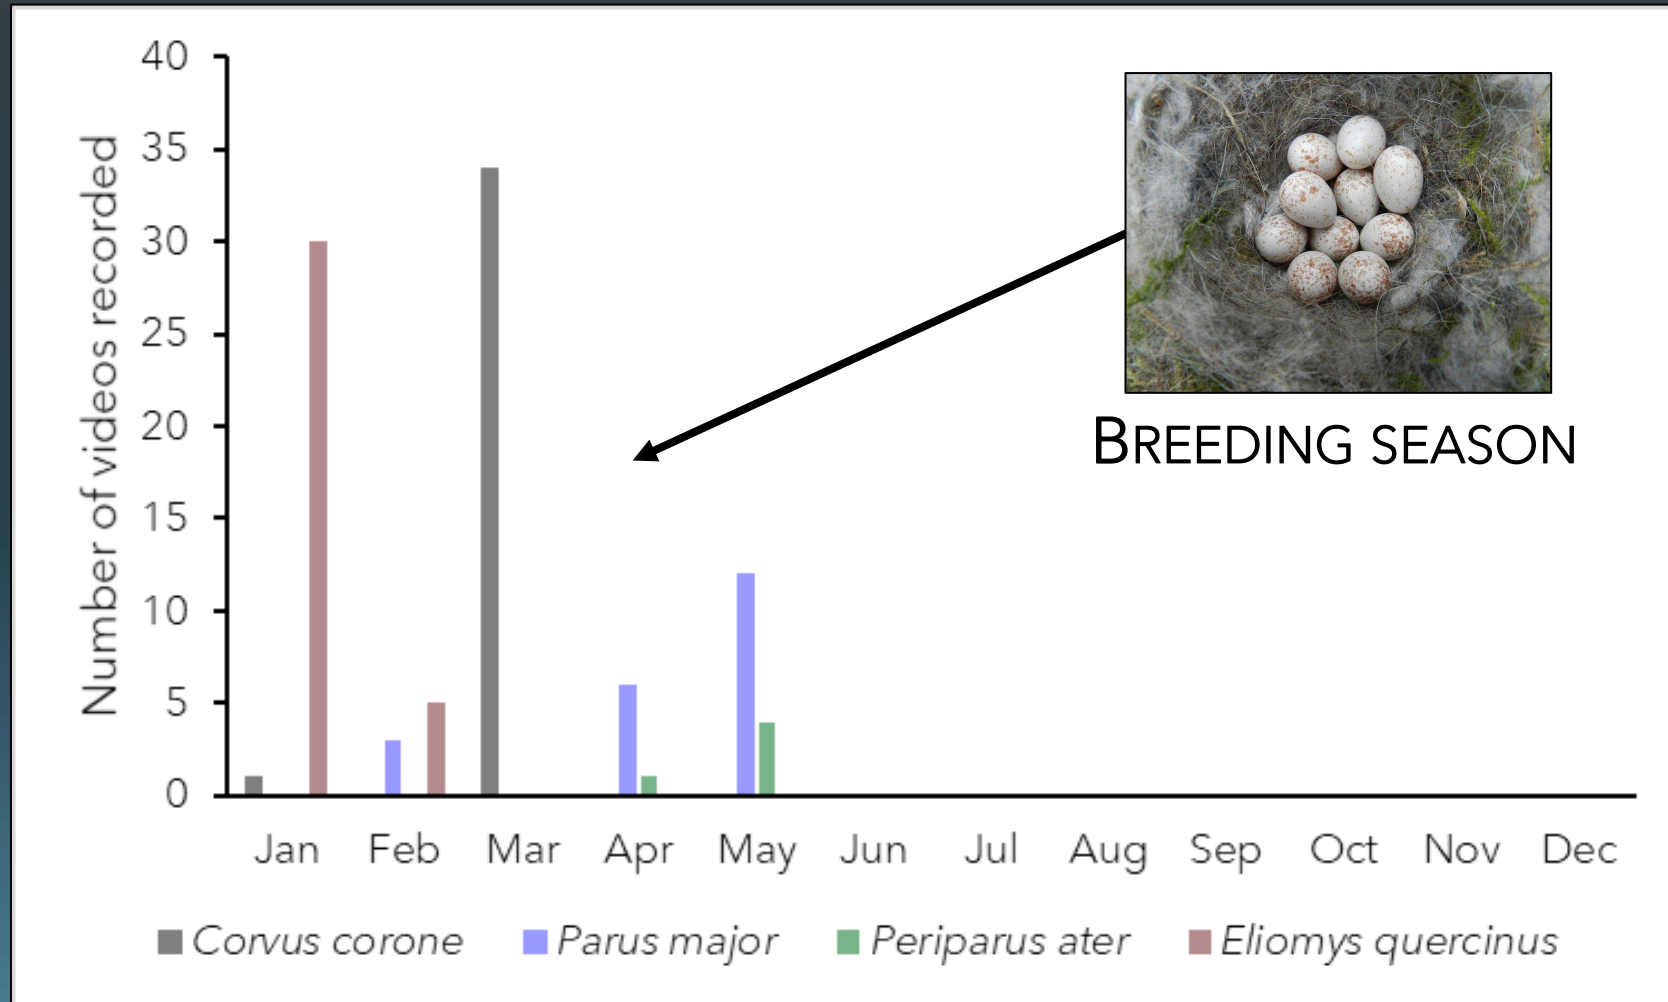 Number of videos recorded
40
35
30
25
20
15
10
5
0
BREEDING SEASON
Jan Feb Mar Apr May Jun Jul Aug Sep Oct Nov Dec
Corvus corone Parus major Periparus ater Eliomys quercinus